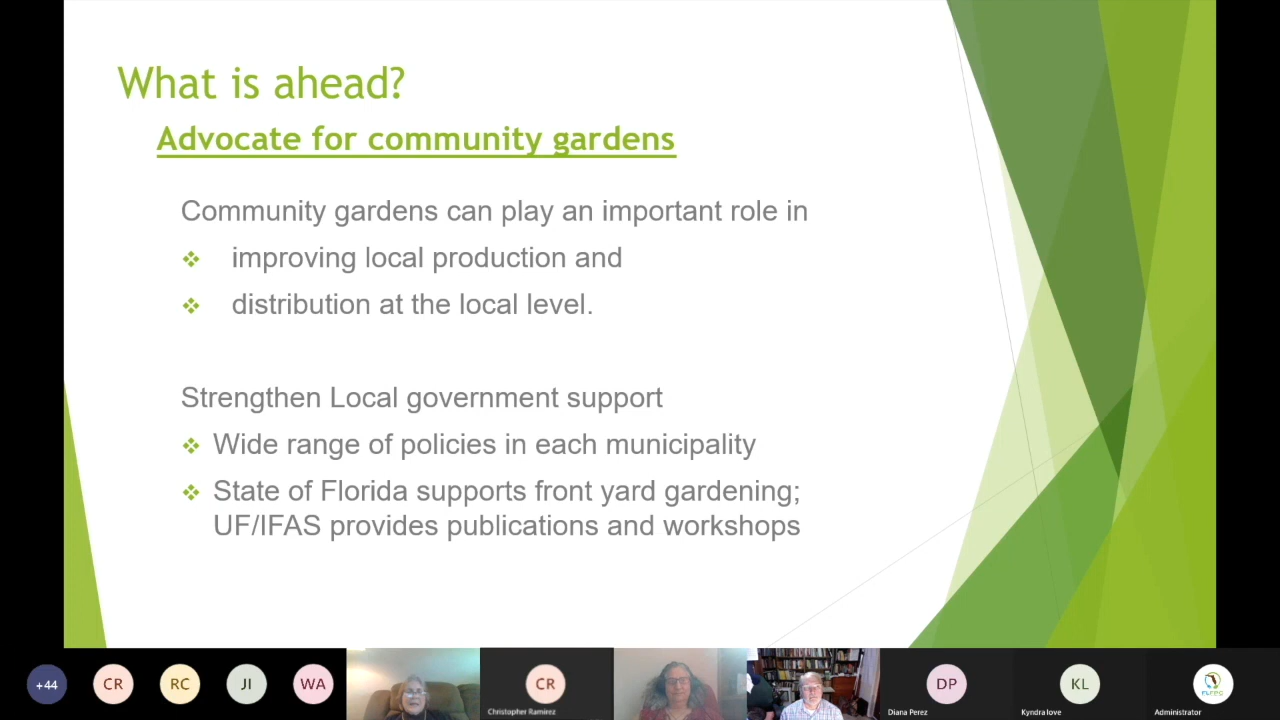 What is ahead?
Advocate for community gardens
Community gardens can play an important role in
improving local production and
distribution at the local level.
Strengthen Local government support
Wide range of policies in each municipality
State of Florida supports front yard gardening;
UF/IFAS provides publications and workshops
+44
CR
RC
JI
WA
CR
Christopher Ramirez
DP
Diana Perez
KL
Kyndra love
FLFPC
Administrator